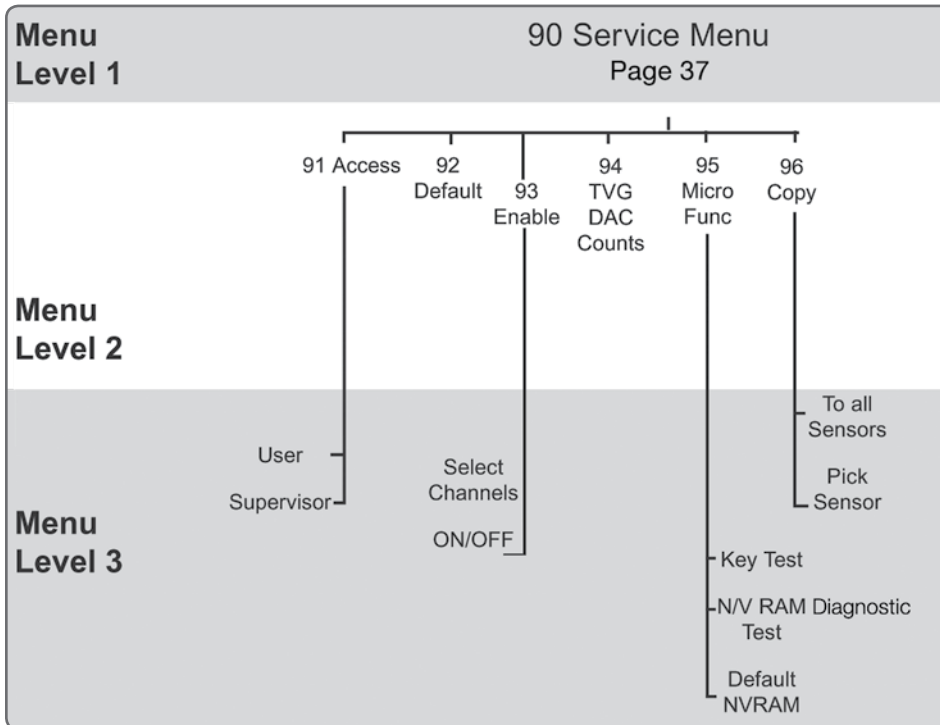 Menu
Level 1
90 Service Menu
Page 37
91 Access
92
Default
93
Enable
94
TVG
DAC
Counts
95
Micro
Func
96
Copy
Menu
Level 2
Menu
Level 3
User
Supervisor
Select
Channels
ON/OFF
Key Test
N/V RAM Diagnostic
Test
Default
NVRAM
To all
Sensors
Pick
Sensor